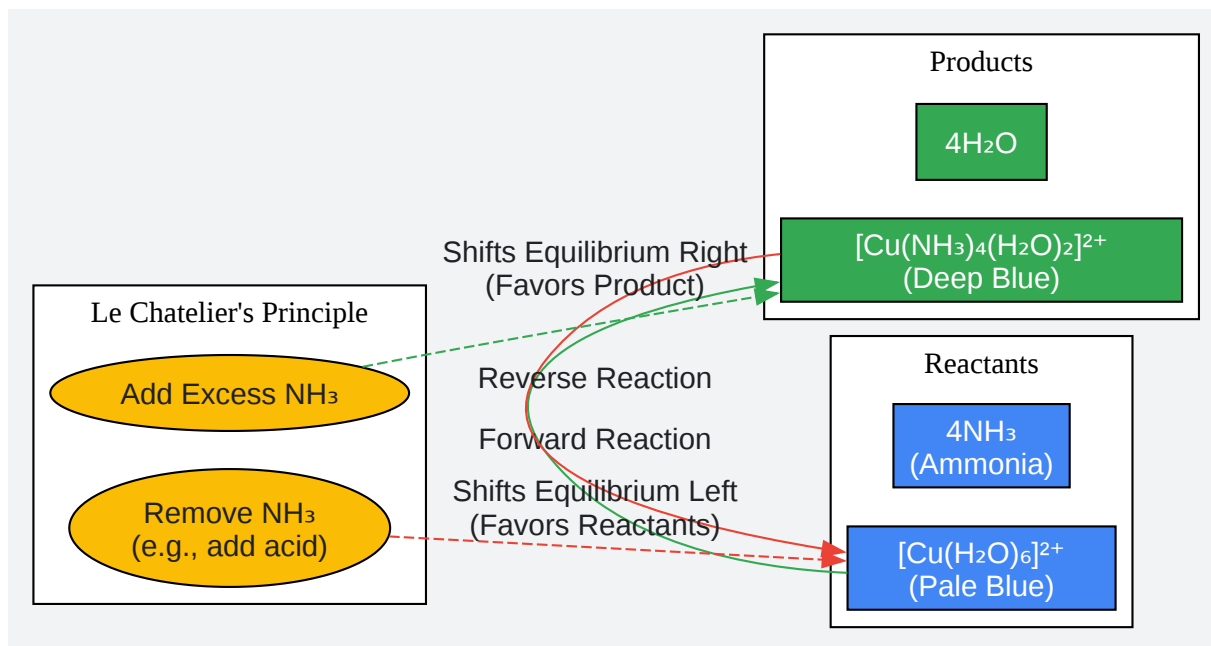 Products
4H₂O
[Cu(NH₃)₄(H₂O)₂]²⁺
(Deep Blue)
Shifts Equilibrium Right
(Favors Product)
Le Chatelier's Principle
Add Excess NH₃
Remove NH₃
(e.g., add acid)
Reverse Reaction
Forward Reaction
Shifts Equilibrium Left
(Favors Reactants)
Reactants
4NH₃
(Ammonia)
[Cu(H₂O)₆]²⁺
(Pale Blue)